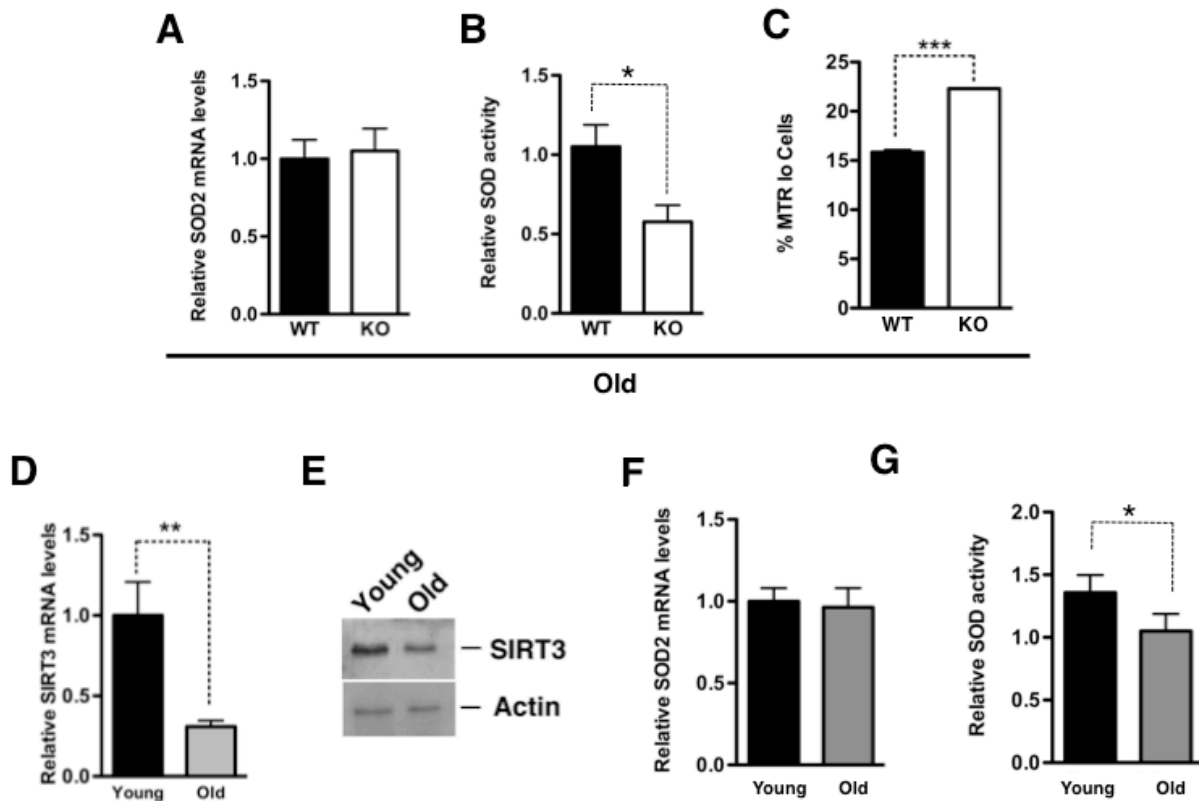 A
Relative SOD2 mRNA levels
1.5
1.0
0.5
0.0
WT KO
B
Relative SOD activity
*
1.5
1.0
0.5
0.0
WT KO
C
% MTR lo Cells
***
25
20
15
10
5
0
WT KO
Old
D
Relative SIRT3 mRNA levels
**
1.5
1.0
0.5
0.0
Young Old
E
Young Old
SIRT3
Actin
F
Relative SOD2 mRNA levels
1.5
1.0
0.5
0.0
Young Old
G
Relative SOD activity
*
2.0
1.5
1.0
0.5
0.0
Young Old